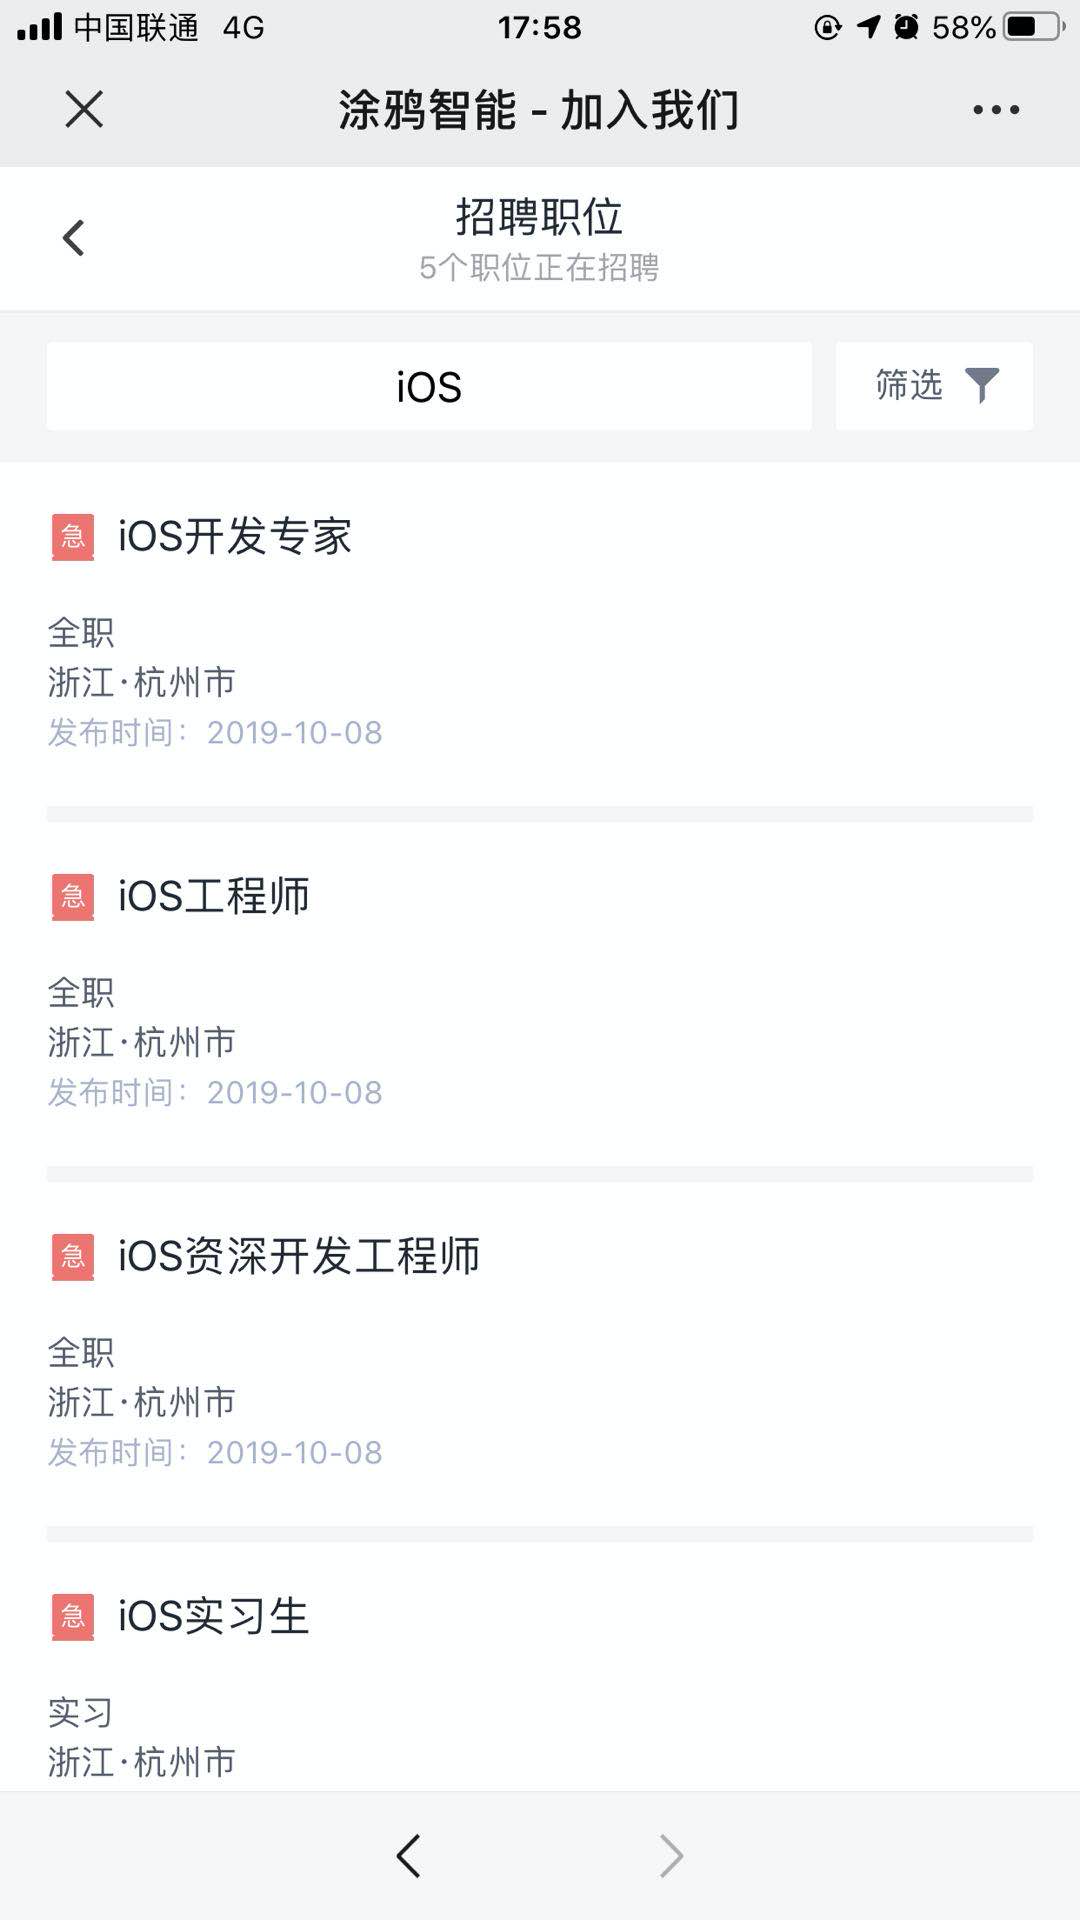 中国联通 4G 17:58 58%
涂鸦智能 - 加入我们
招聘职位
5个职位正在招聘
iOS 筛选
急 iOS开发专家
全职
浙江·杭州市
发布时间：2019-10-08
急 iOS工程师
全职
浙江·杭州市
发布时间：2019-10-08
急 iOS资深开发工程师
全职
浙江·杭州市
发布时间：2019-10-08
急 iOS实习生
实习
浙江·杭州市